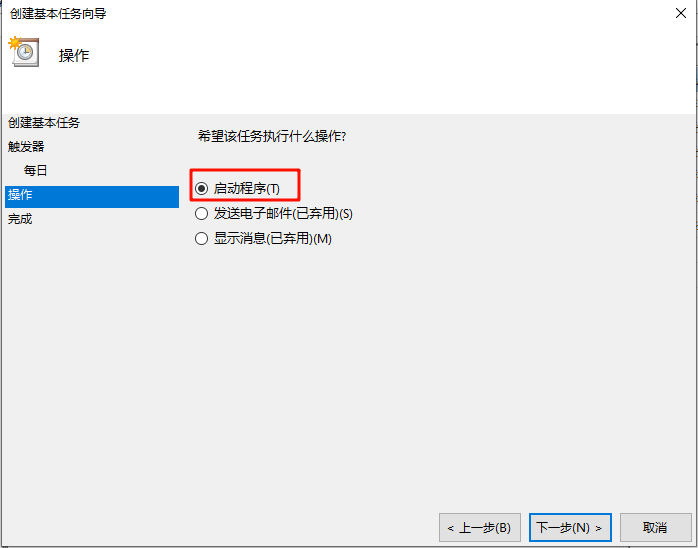 创建基本任务向导
操作
创建基本任务
触发器
每日
操作
完成
希望该任务执行什么操作?
启动程序(T)
发送电子邮件(已弃用)(S)
显示消息(已弃用)(M)
< 上一步(B)
下一步(N) >
取消